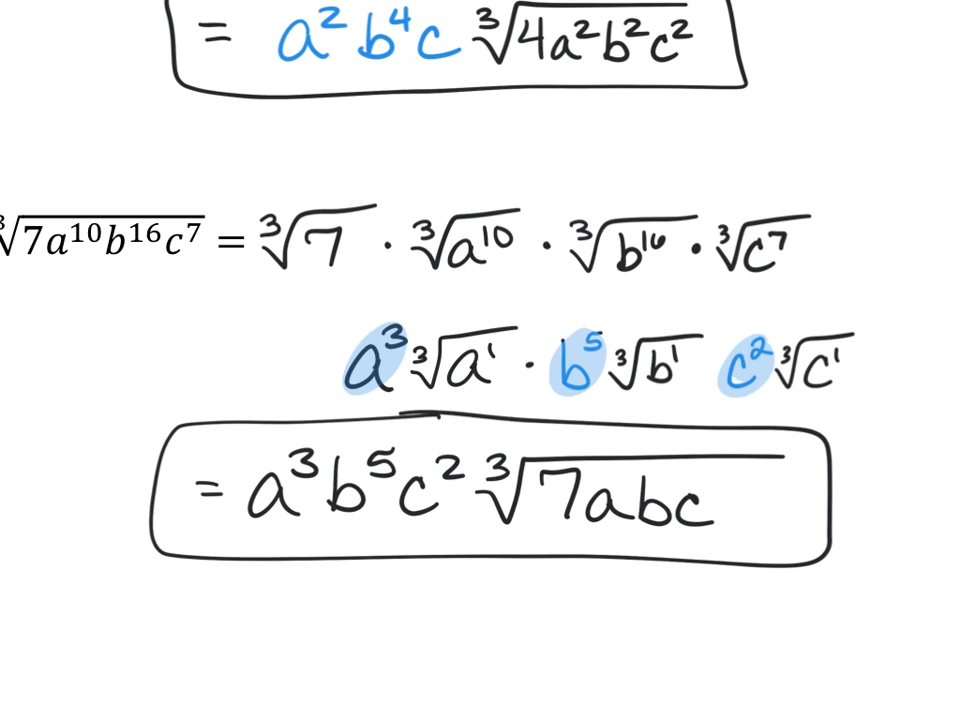 = a²b⁴c ∛(4a²b²c²)
∛(7a¹⁰b¹⁶c⁷) = ∛7 · ∛a¹⁰ · ∛b¹⁶ · ∛c⁷
a³ ∛a¹ · b⁵ ∛b¹ c² ∛c¹
= a³b⁵c² ∛(7abc)